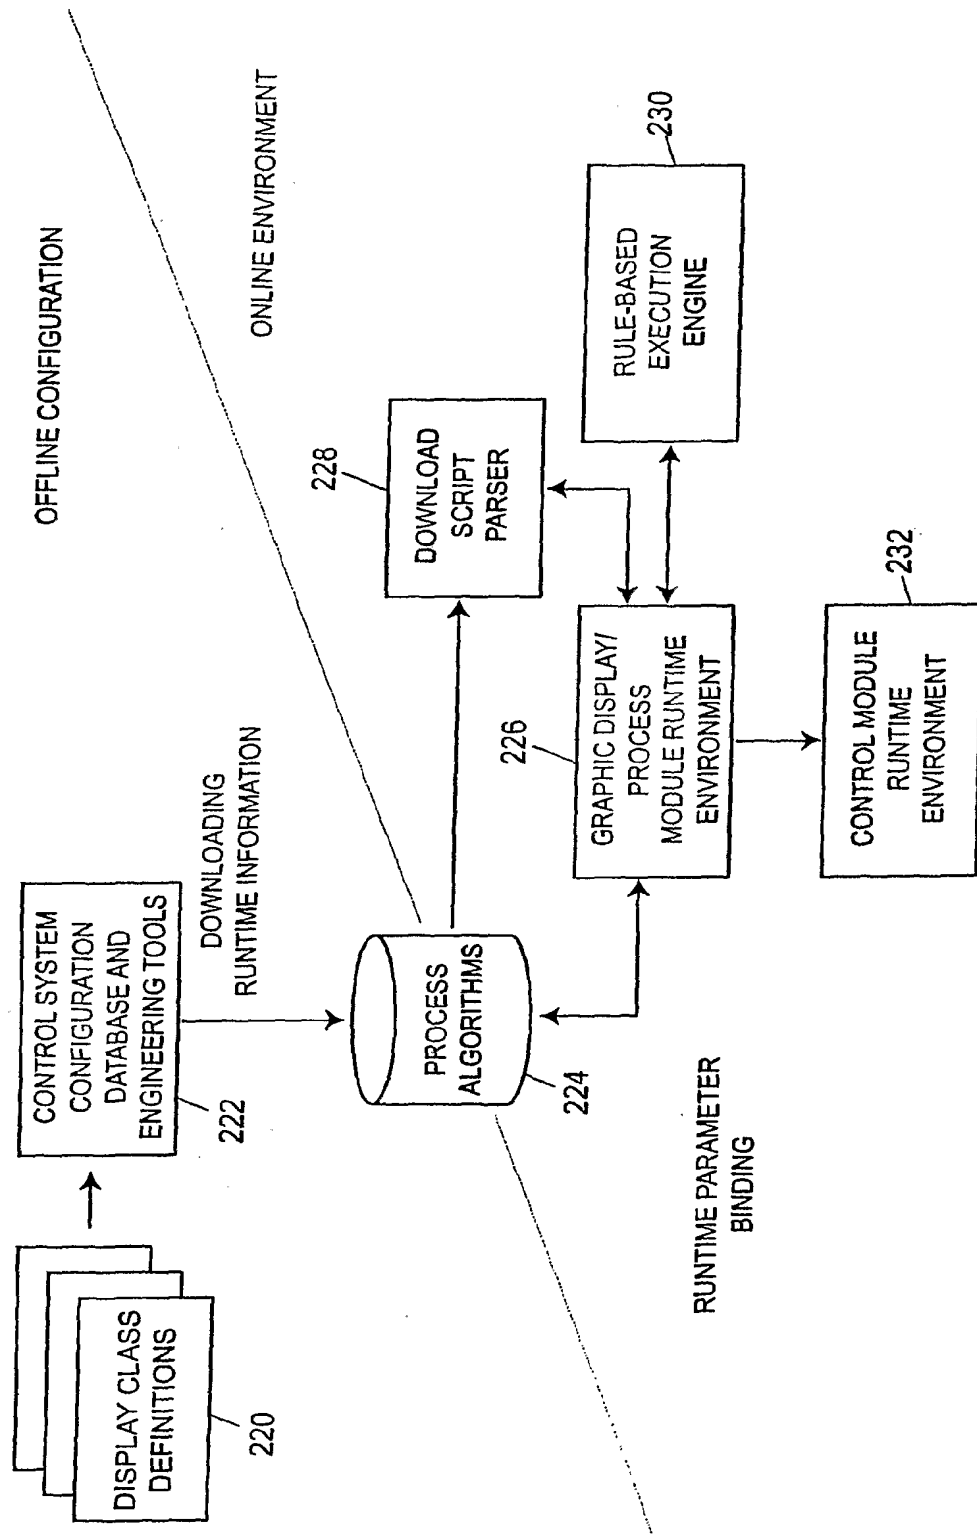 OFFLINE CONFIGURATION
ONLINE ENVIRONMENT
DISPLAY CLASS
DEFINITIONS
220
CONTROL SYSTEM
CONFIGURATION
DATABASE AND
ENGINEERING TOOLS
222
DOWNLOADING
RUNTIME INFORMATION
PROCESS
ALGORITHMS
224
DOWNLOAD
SCRIPT
PARSER
228
GRAPHIC DISPLAY/
PROCESS
MODULE RUNTIME
ENVIRONMENT
226
RULE-BASED
EXECUTION
ENGINE
230
RUNTIME PARAMETER
BINDING
CONTROL MODULE
RUNTIME
ENVIRONMENT
232